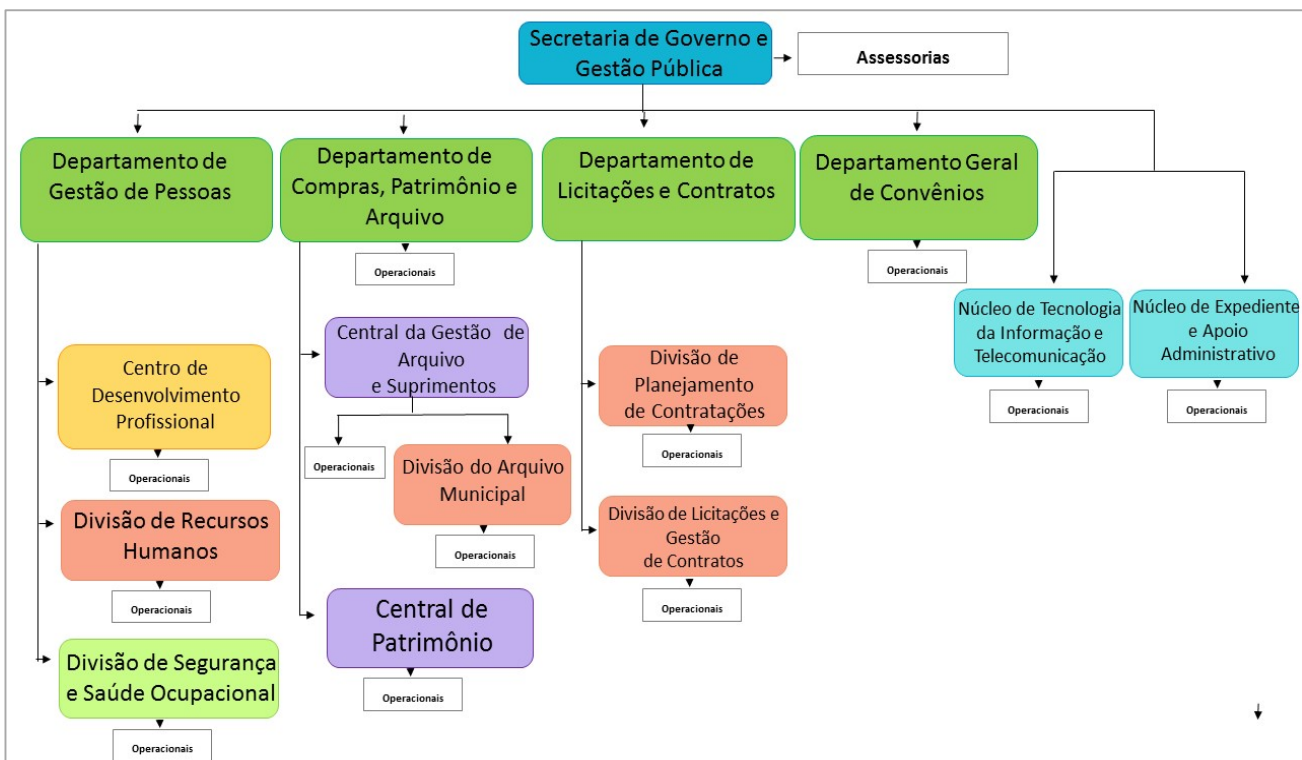 Secretaria de Governo e
Gestão Pública
Assessorias
Departamento de
Gestão de Pessoas
Departamento de
Compras, Patrimônio e
Arquivo
Departamento de
Licitações e Contratos
Departamento Geral
de Convênios
Operacionais
Operacionais
Núcleo de Tecnologia
da Informação e
Telecomunicação
Núcleo de Expediente
e Apoio
Administrativo
Operacionais
Operacionais
Centro de
Desenvolvimento
Profissional
Operacionais
Divisão de Recursos
Humanos
Operacionais
Divisão de Segurança
e Saúde Ocupacional
Operacionais
Central da Gestão de
Arquivo
e Suprimentos
Operacionais
Divisão do Arquivo
Municipal
Operacionais
Central de
Patrimônio
Operacionais
Divisão de
Planejamento
de Contratações
Operacionais
Divisão de Licitações e
Gestão
de Contratos
Operacionais